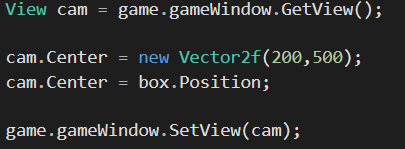 View cam = game.gameWindow.GetView();
cam.Center = new Vector2f(200,500);
cam.Center = box.Position;
game.gameWindow.SetView(cam);